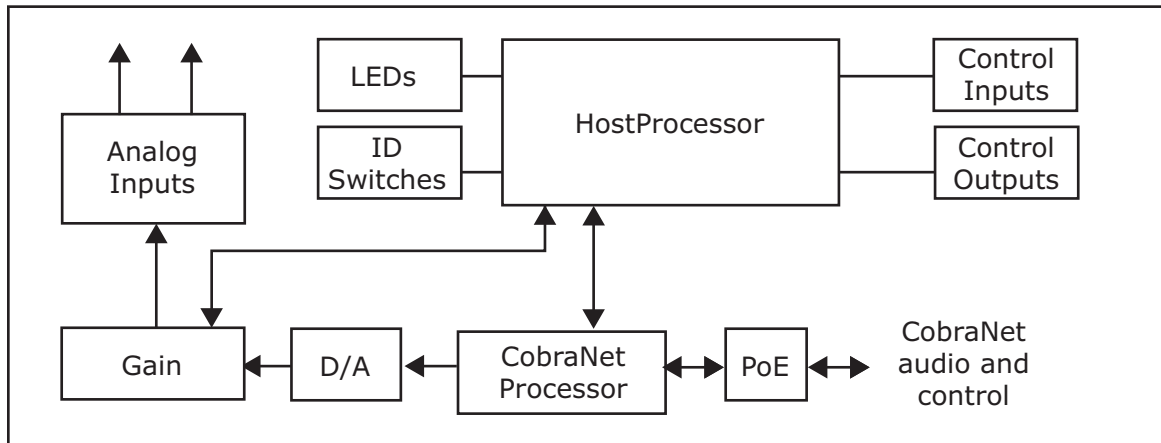 LEDs
HostProcessor
Control
Inputs
Analog
Inputs
ID
Switches
Control
Outputs
Gain
D/A
CobraNet
Processor
PoE
CobraNet
audio and
control